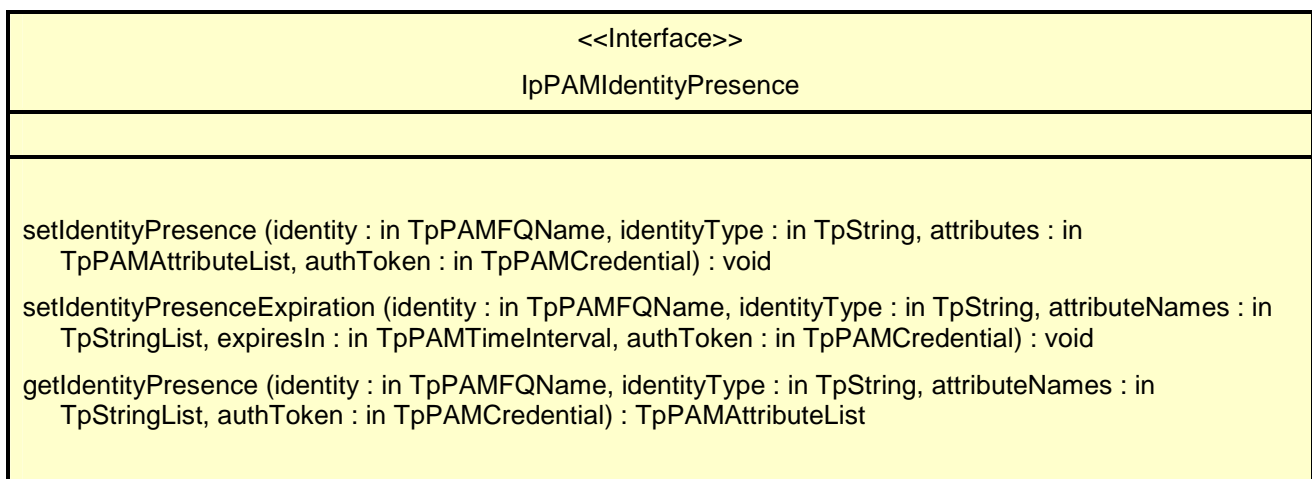 <<Interface>>
IpPAMIdentityPresence
setIdentityPresence (identity : in TpPAMFQName, identityType : in TpString, attributes : in
TpPAMAttributeList, authToken : in TpPAMCredential) : void
setIdentityPresenceExpiration (identity : in TpPAMFQName, identityType : in TpString, attributeNames : in
TpStringList, expiresIn : in TpPAMTimeInterval, authToken : in TpPAMCredential) : void
getIdentityPresence (identity : in TpPAMFQName, identityType : in TpString, attributeNames : in
TpStringList, authToken : in TpPAMCredential) : TpPAMAttributeList